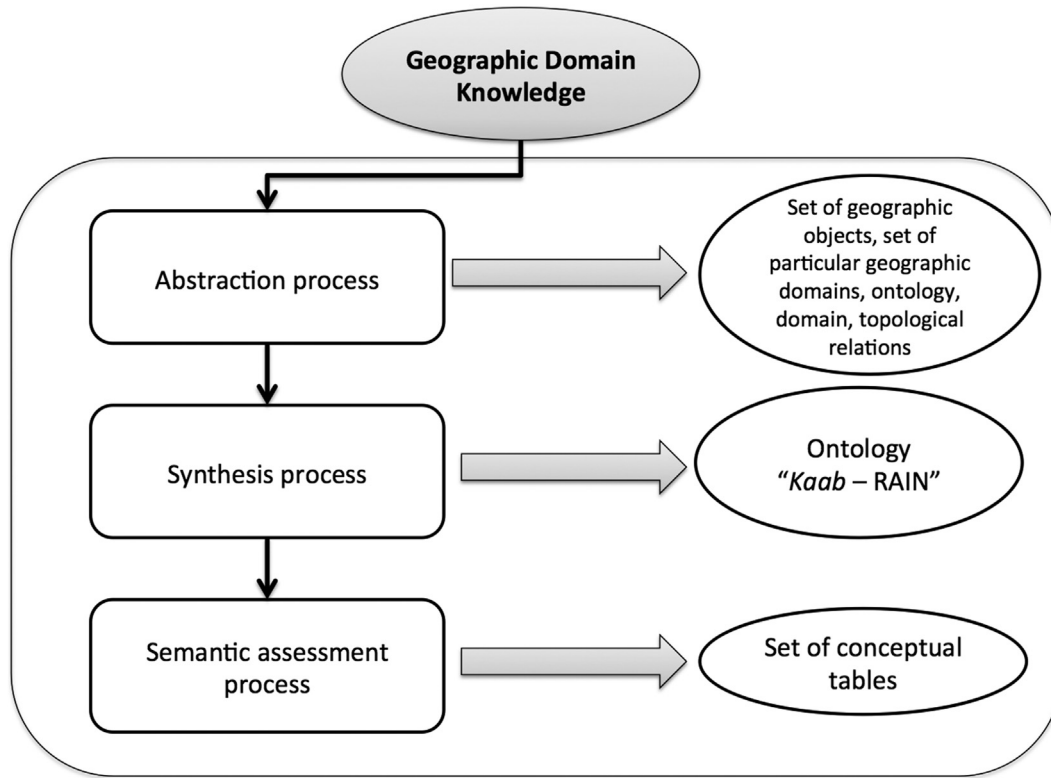 Geographic Domain
Knowledge
Abstraction process
Set of geographic
objects, set of
particular geographic
domains, ontology,
domain, topological
relations
Synthesis process
Ontology
“Kaab – RAIN”
Semantic assessment
process
Set of conceptual
tables